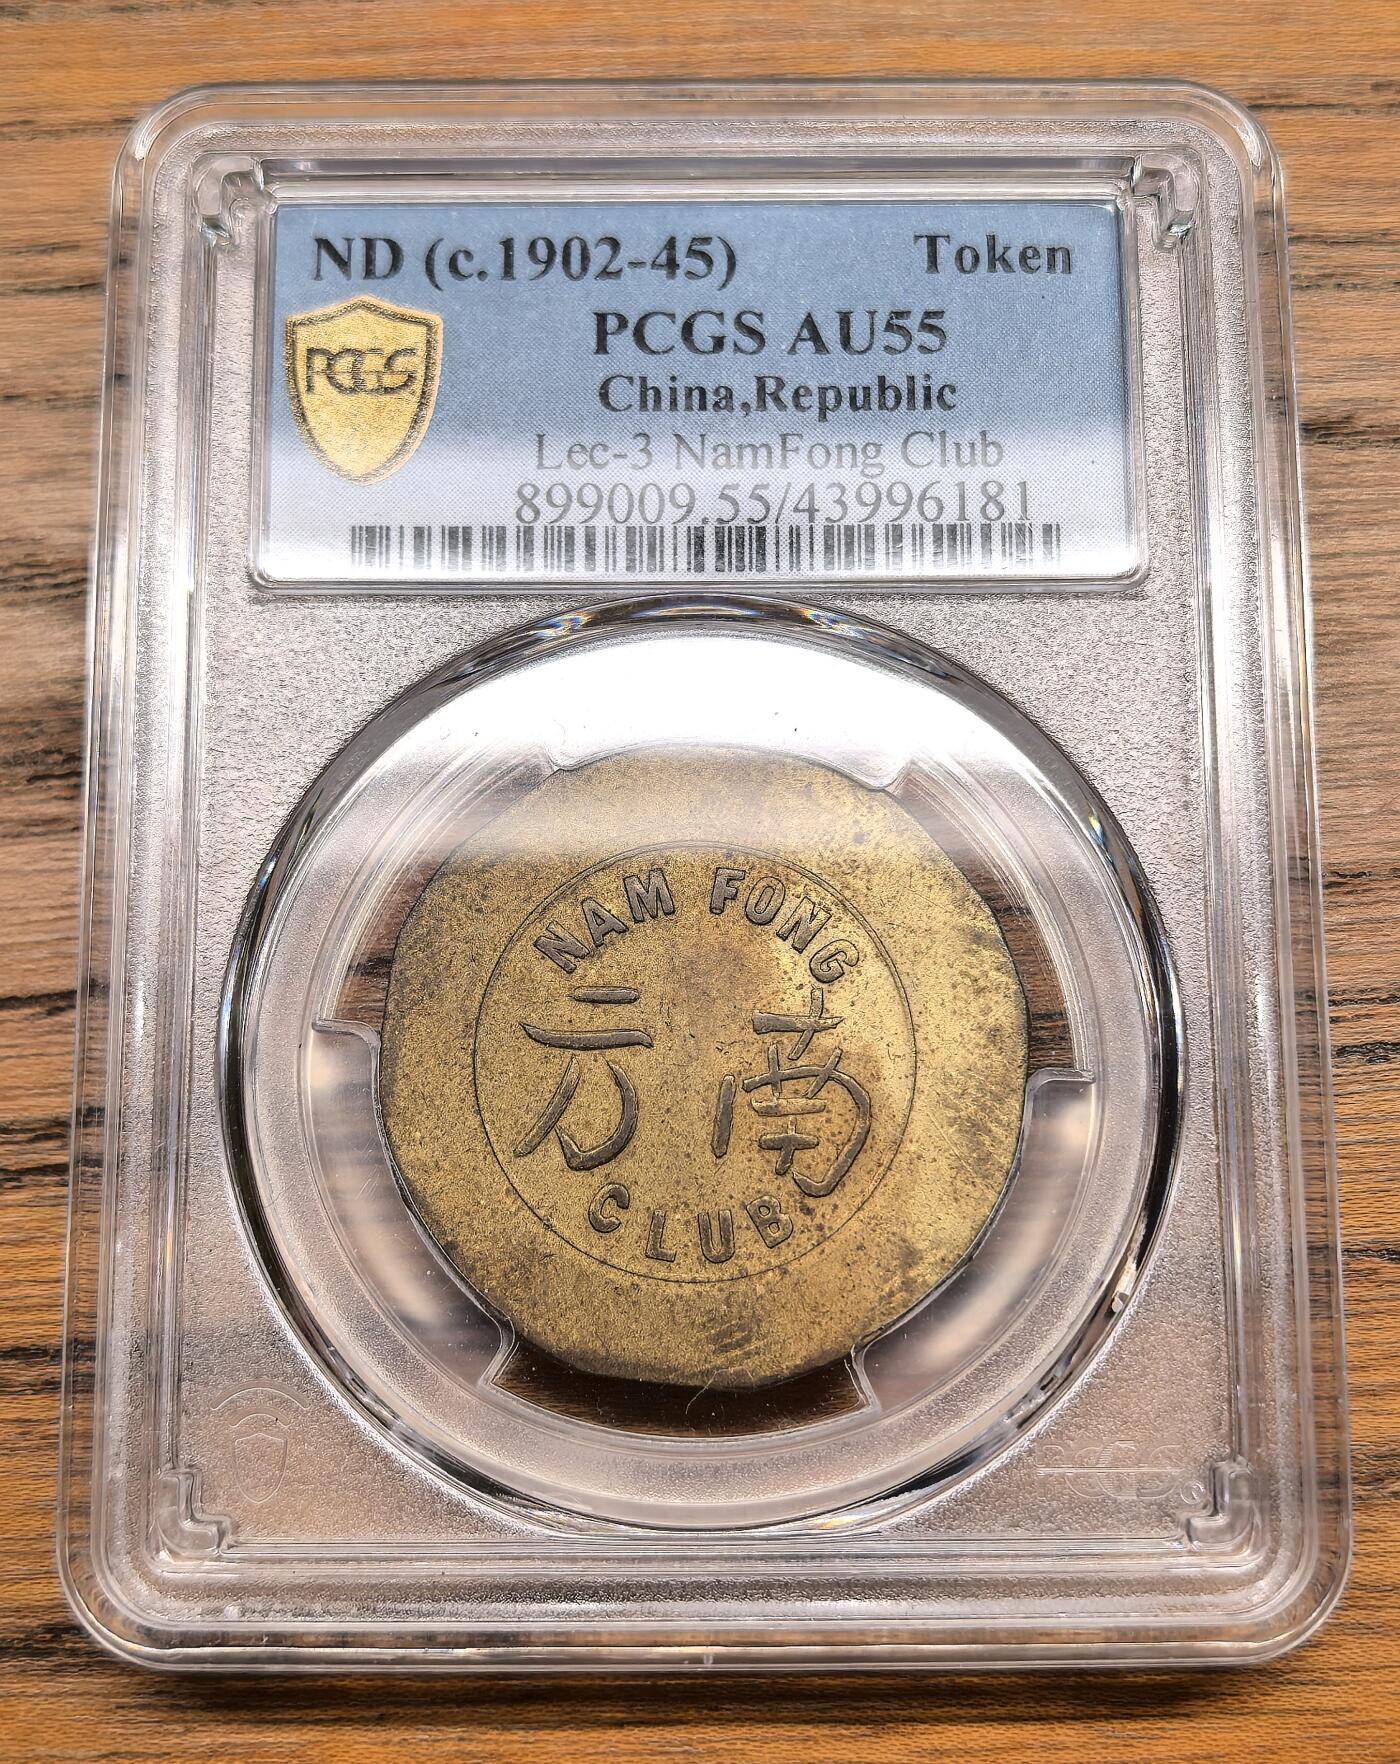 ND (c.1902-45) Token
PCGS AU55
China,Republic
Lec-3 NamFong Club
899009.55/43996181
PCGS
NAM FONG
南方
CLUB